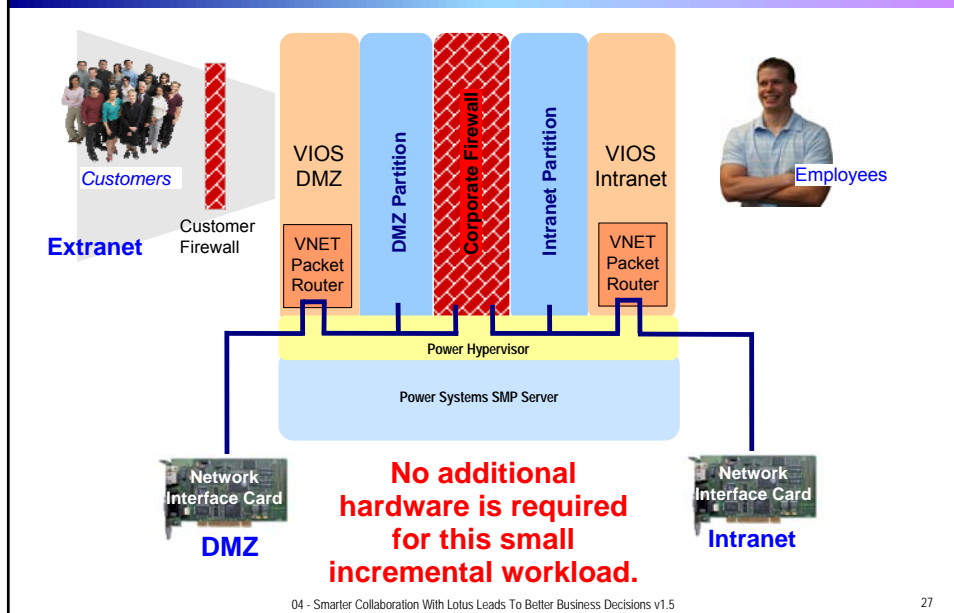 Customers
Extranet
Customer
Firewall
VIOS
DMZ
VNET
Packet
Router
DMZ Partition
Corporate Firewall
Intranet Partition
VIOS
Intranet
VNET
Packet
Router
Employees
Power Hypervisor
Power Systems SMP Server
Network
Interface Card
DMZ
No additional
hardware is required
for this small
incremental workload.
Network
Interface Card
Intranet
04 - Smarter Collaboration With Lotus Leads To Better Business Decisions v1.5
27